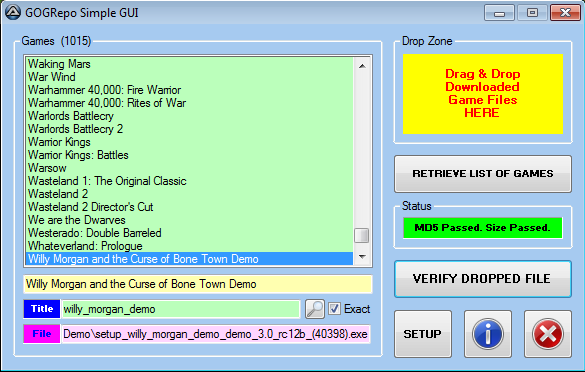 GOGRepo Simple GUI
Games (1015)
Waking Mars
War Wind
Warhammer 40,000: Fire Warrior
Warhammer 40,000: Rites of War
Warlords Battlecry
Warlords Battlecry 2
Warrior Kings
Warrior Kings: Battles
Warsow
Wasteland 1: The Original Classic
Wasteland 2
Wasteland 2 Director's Cut
We are the Dwarves
Westerado: Double Barreled
Whateverland: Prologue
Willy Morgan and the Curse of Bone Town Demo
Willy Morgan and the Curse of Bone Town Demo
Title willy_morgan_demo Exact
File Demo\setup_willy_morgan_demo_demo_3.0_rc12b_(40398).exe
Drop Zone
Drag & Drop
Downloaded
Game Files
HERE
RETRIEVE LIST OF GAMES
Status
MD5 Passed. Size Passed.
VERIFY DROPPED FILE
SETUP